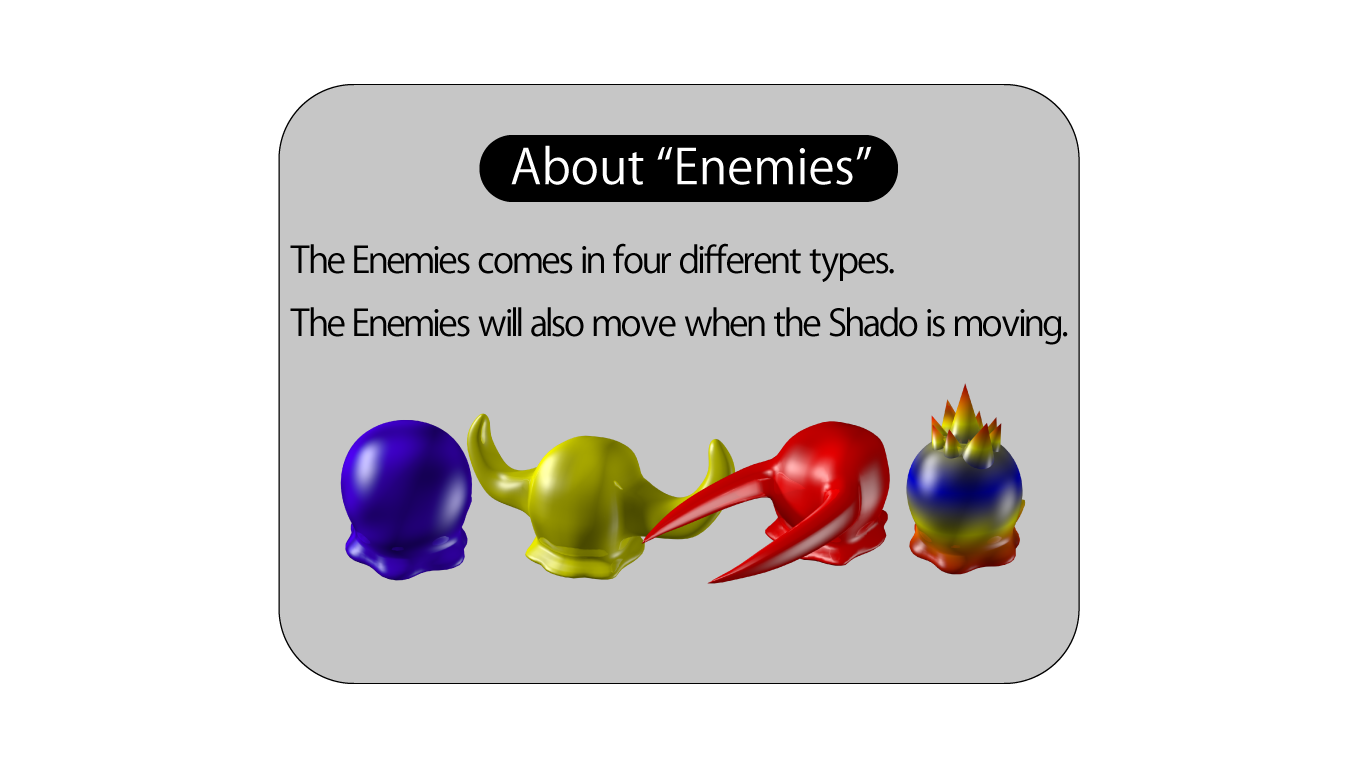 About “Enemies”
The Enemies comes in four different types.
The Enemies will also move when the Shado is moving.